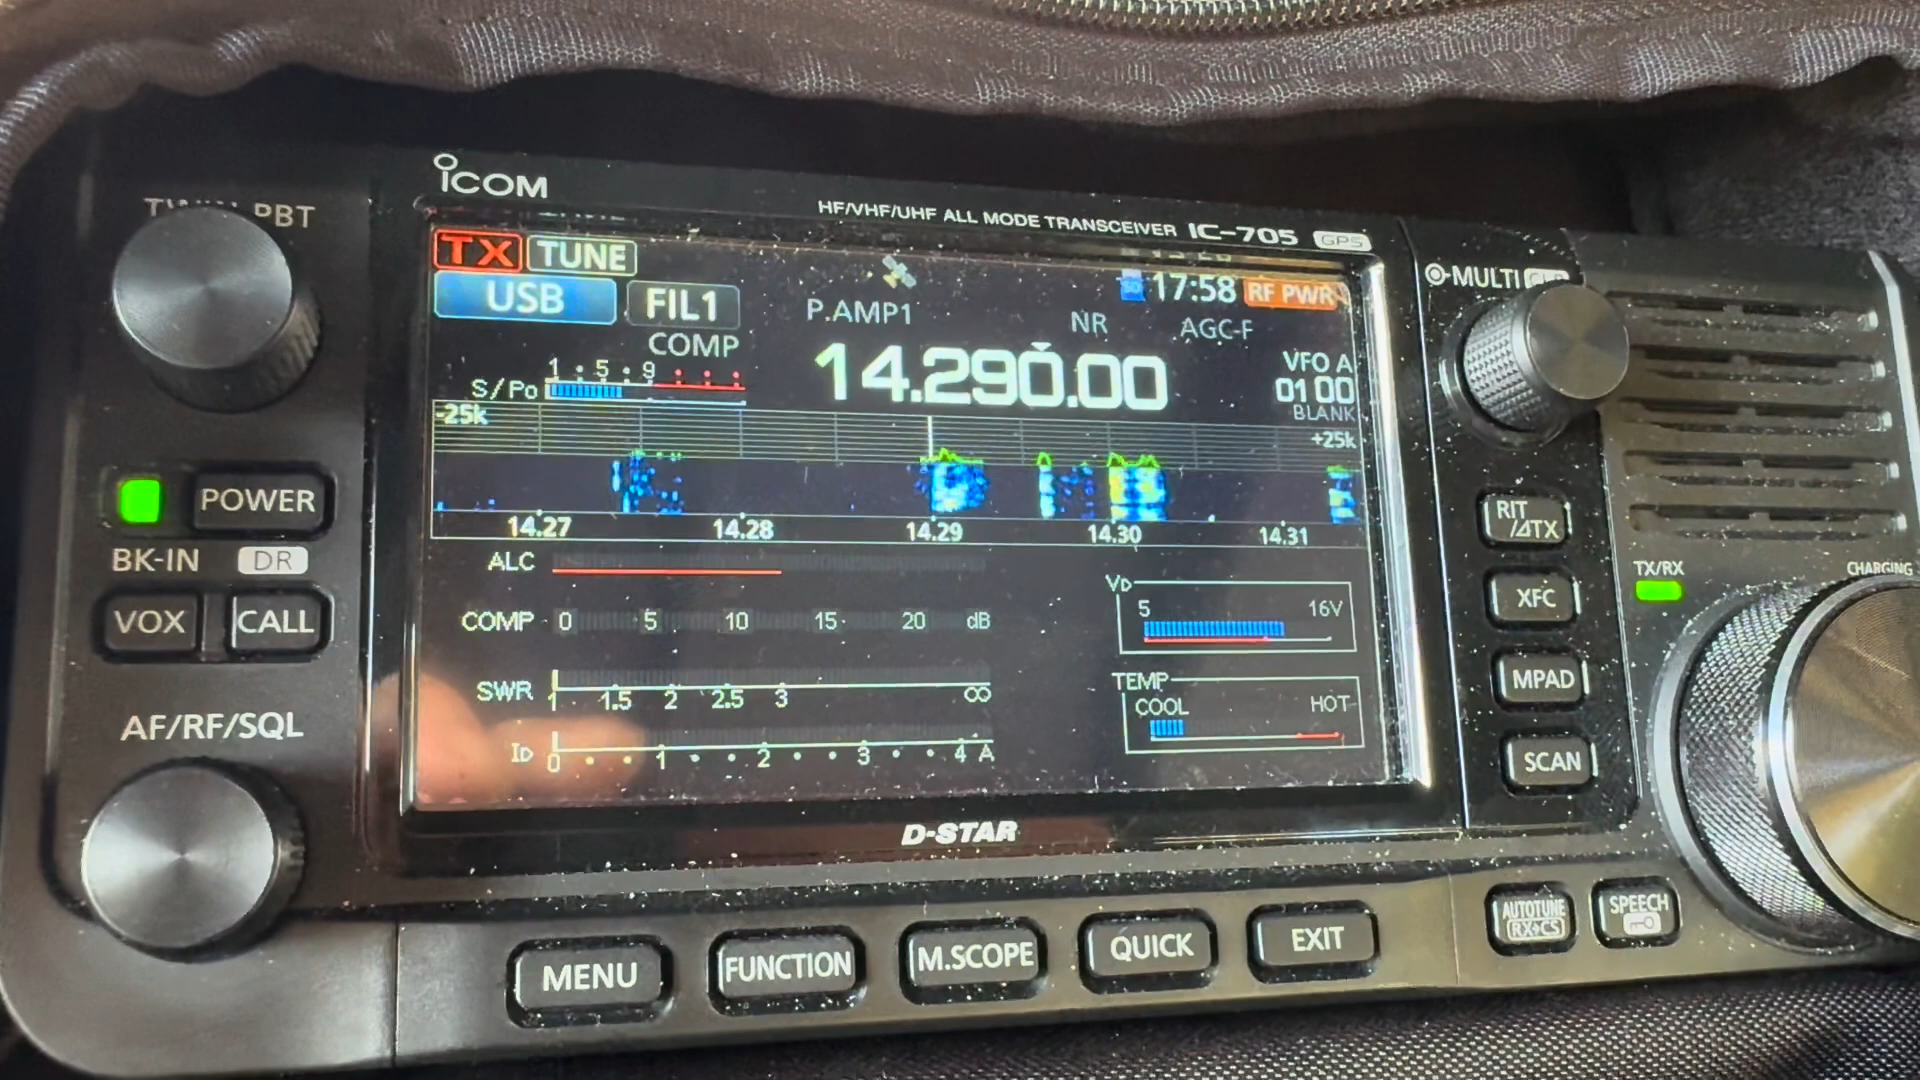 ICOM
HF/VHF/UHF ALL MODE TRANSCEIVER IC-705 GPS
PBT
MULTI
TX TUNE
17:58 RF PWR
USB FIL1 P.AMP1 NR AGC-F
COMP
14.290.00
VFO A
01 00
BLANK
1 5 9
S/Po
-25k
+25k
14.27 14.28 14.29 14.30 14.31
ALC
COMP 0 5 10 15 20 dB
SWR 1 1.5 2 2.5 3 ∞
ID 0 1 2 3 4 A
VD
5 16V
TEMP
COOL HOT
D-STAR
POWER
BK-IN DR
VOX CALL
AF/RF/SQL
RIT
/ΔTX
XFC
MPAD
SCAN
TX/RX
CHARGING
MENU FUNCTION M.SCOPE QUICK EXIT
AUTOTUNE
RX→CS
SPEECH